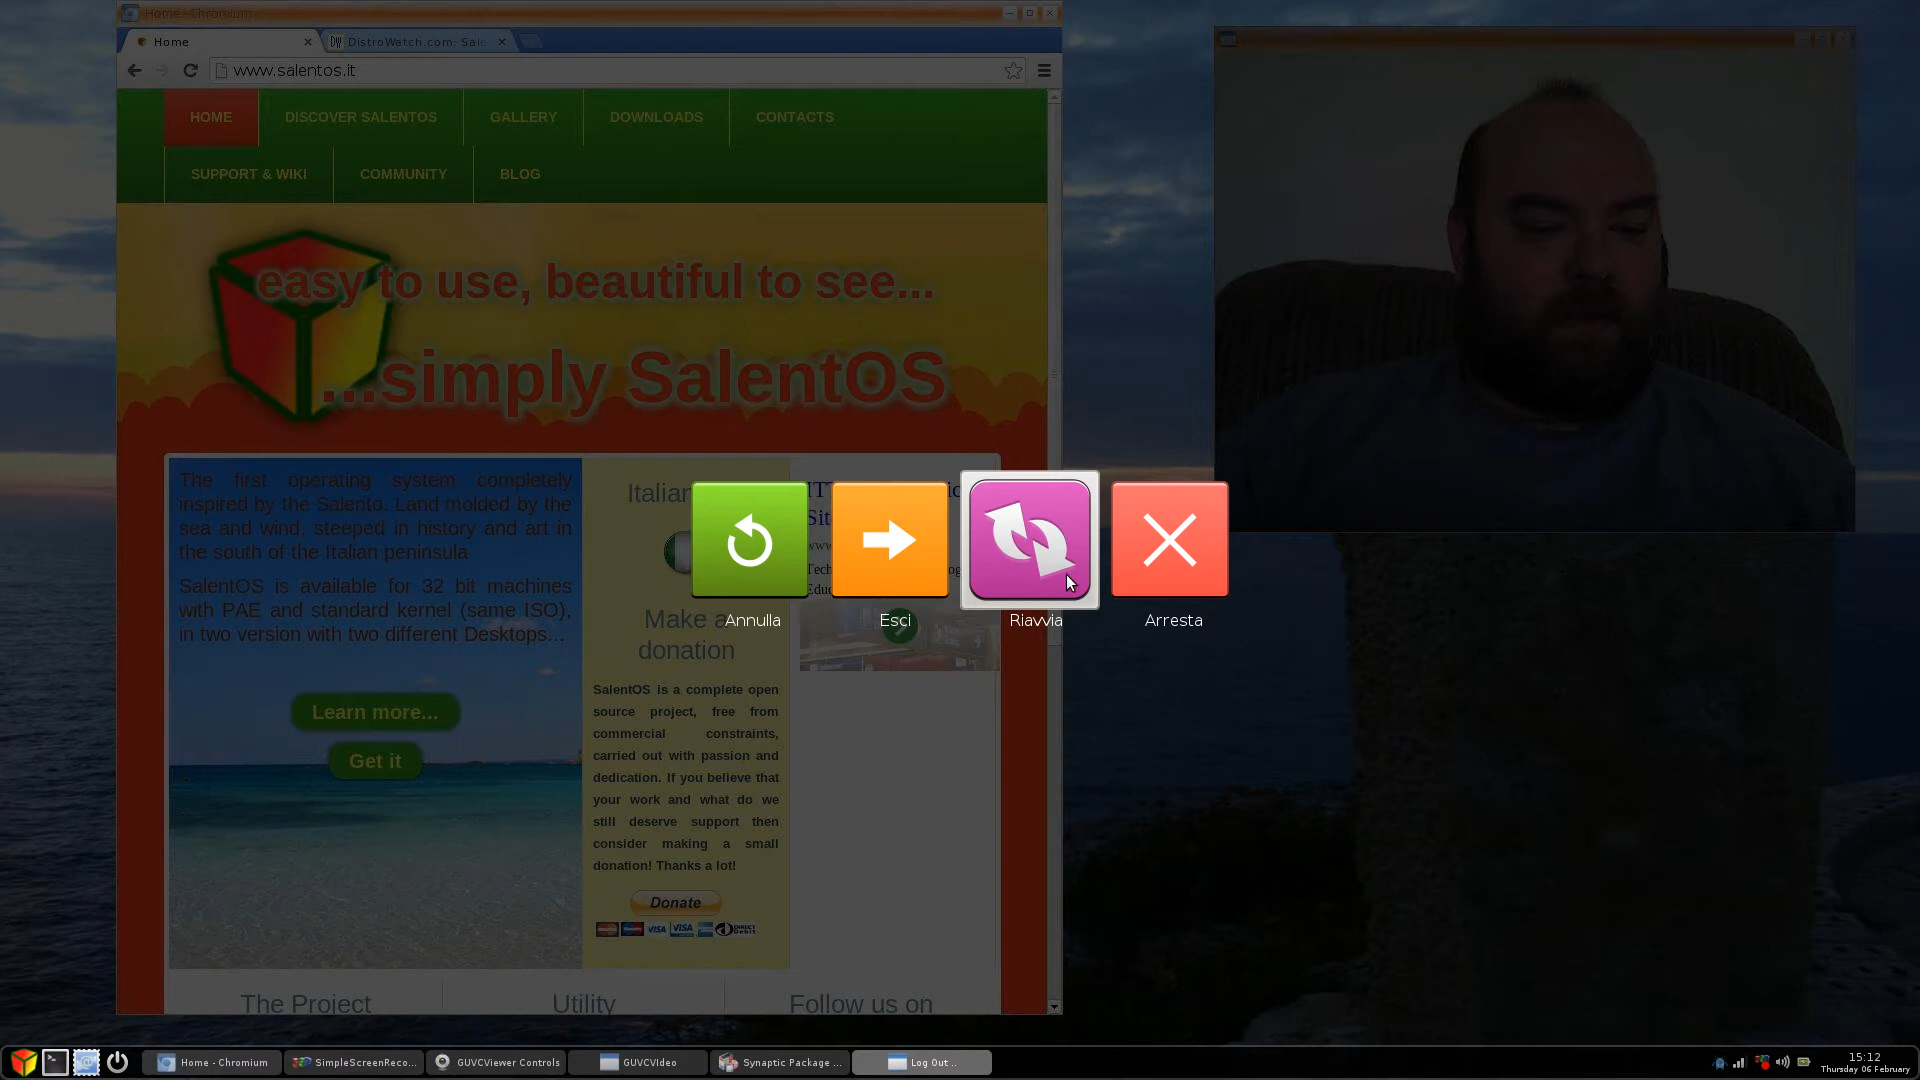 Home - Chromium
Home
DistroWatch.com: Sale
www.salentos.it
HOME
DISCOVER SALENTOS
GALLERY
DOWNLOADS
CONTACTS
SUPPORT & WIKI
COMMUNITY
BLOG
easy to use, beautiful to see...
...simply SalentOS
The first operating system completely
inspired by the Salento. Land molded by the
sea and wind, steeped in history and art in
the south of the Italian peninsula
SalentOS is available for 32 bit machines
with PAE and standard kernel (same ISO),
in two version with two different Desktops...
Learn more...
Get it
Italian
Make a
donation
SalentOS is a complete open
source project, free from
commercial constraints,
carried out with passion and
dedication. If you believe that
your work and what do we
still deserve support then
consider making a small
donation! Thanks a lot!
Donate
VISA
VISA
DIRECT
Debit
Annulla
Esci
Riavvia
Arresta
The Project
Utility
Follow us on
Home - Chromium
SimpleScreenReco...
GUVCViewer Controls
GUVCVIdeo
Synaptic Package ...
Log Out ..
15:12
Thursday 06 February